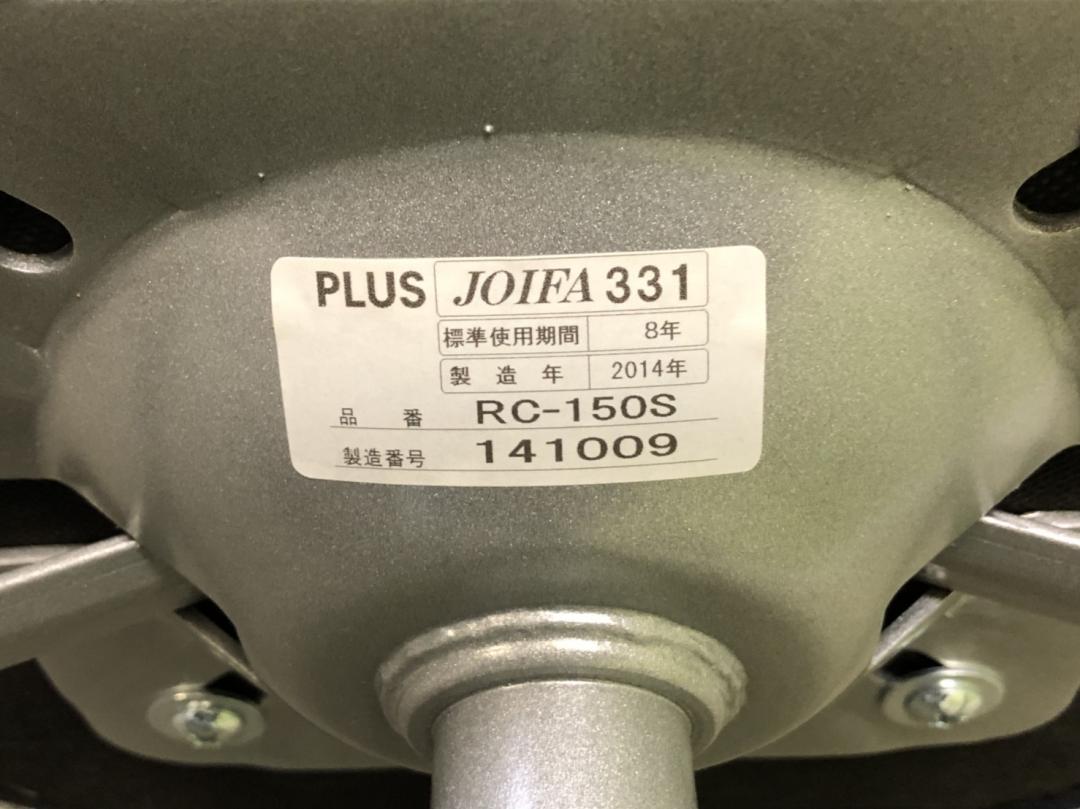 PLUS JOIFA 331
標準使用期間 8年
製造年 2014年
品番 RC-150S
製造番号 141009